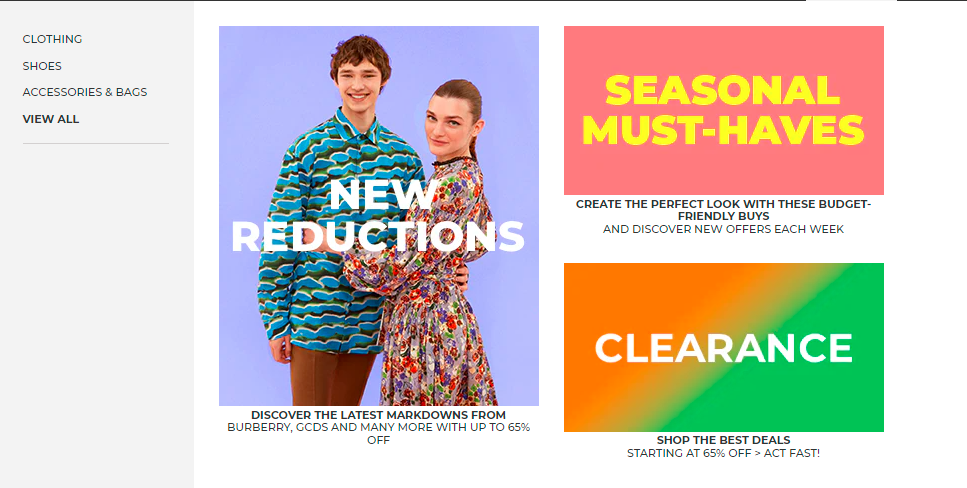 CLOTHING
SHOES
ACCESSORIES & BAGS
VIEW ALL
NEW
REDUCTIONS
DISCOVER THE LATEST MARKDOWNS FROM
BURBERRY, GCDS AND MANY MORE WITH UP TO 65%
OFF
SEASONAL
MUST-HAVES
CREATE THE PERFECT LOOK WITH THESE BUDGET-
FRIENDLY BUYS
AND DISCOVER NEW OFFERS EACH WEEK
CLEARANCE
SHOP THE BEST DEALS
STARTING AT 65% OFF > ACT FAST!